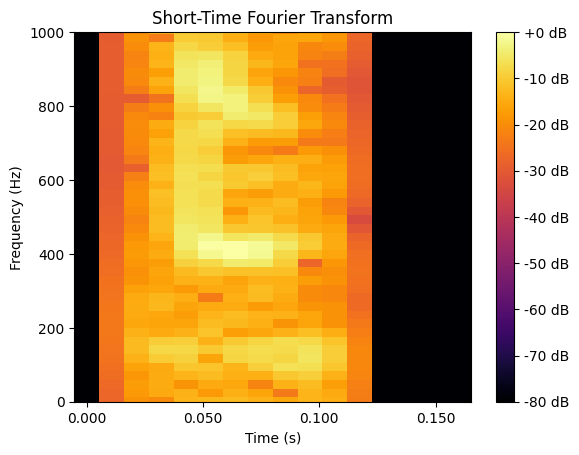 Short-Time Fourier Transform
1000
800
600
400
200
0
Frequency (Hz)
0.000
0.050
0.100
0.150
Time (s)
+0 dB
-10 dB
-20 dB
-30 dB
-40 dB
-50 dB
-60 dB
-70 dB
-80 dB